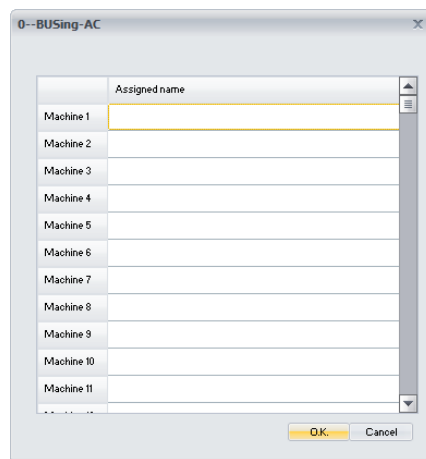 0--BUSing-AC
Assigned name
Machine 1
Machine 2
Machine 3
Machine 4
Machine 5
Machine 6
Machine 7
Machine 8
Machine 9
Machine 10
Machine 11
O.K. Cancel